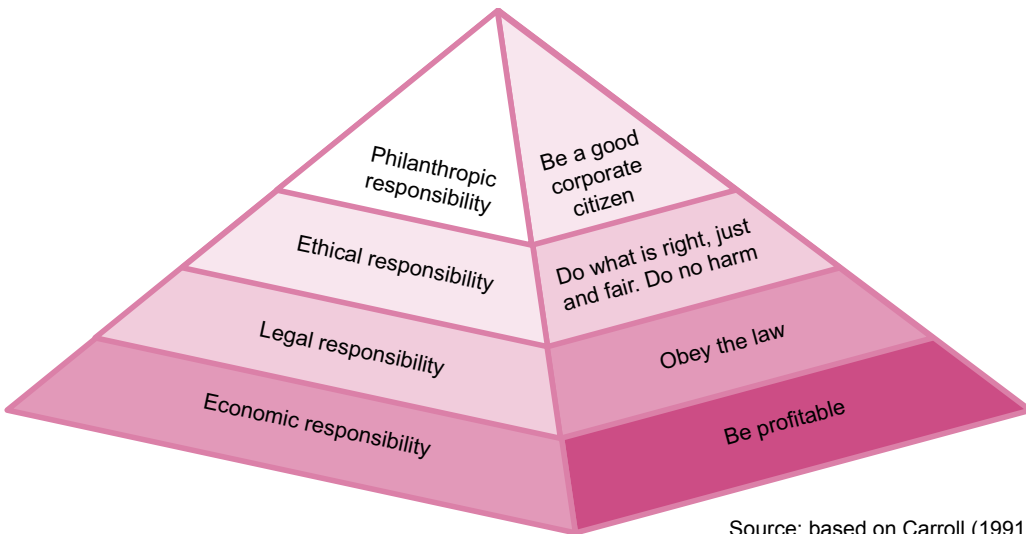 Philanthropic
responsibility
Be a good
corporate
citizen
Ethical responsibility
Do what is right, just
and fair. Do no harm
Legal responsibility
Obey the law
Economic responsibility
Be profitable
Source: based on Carroll (1991